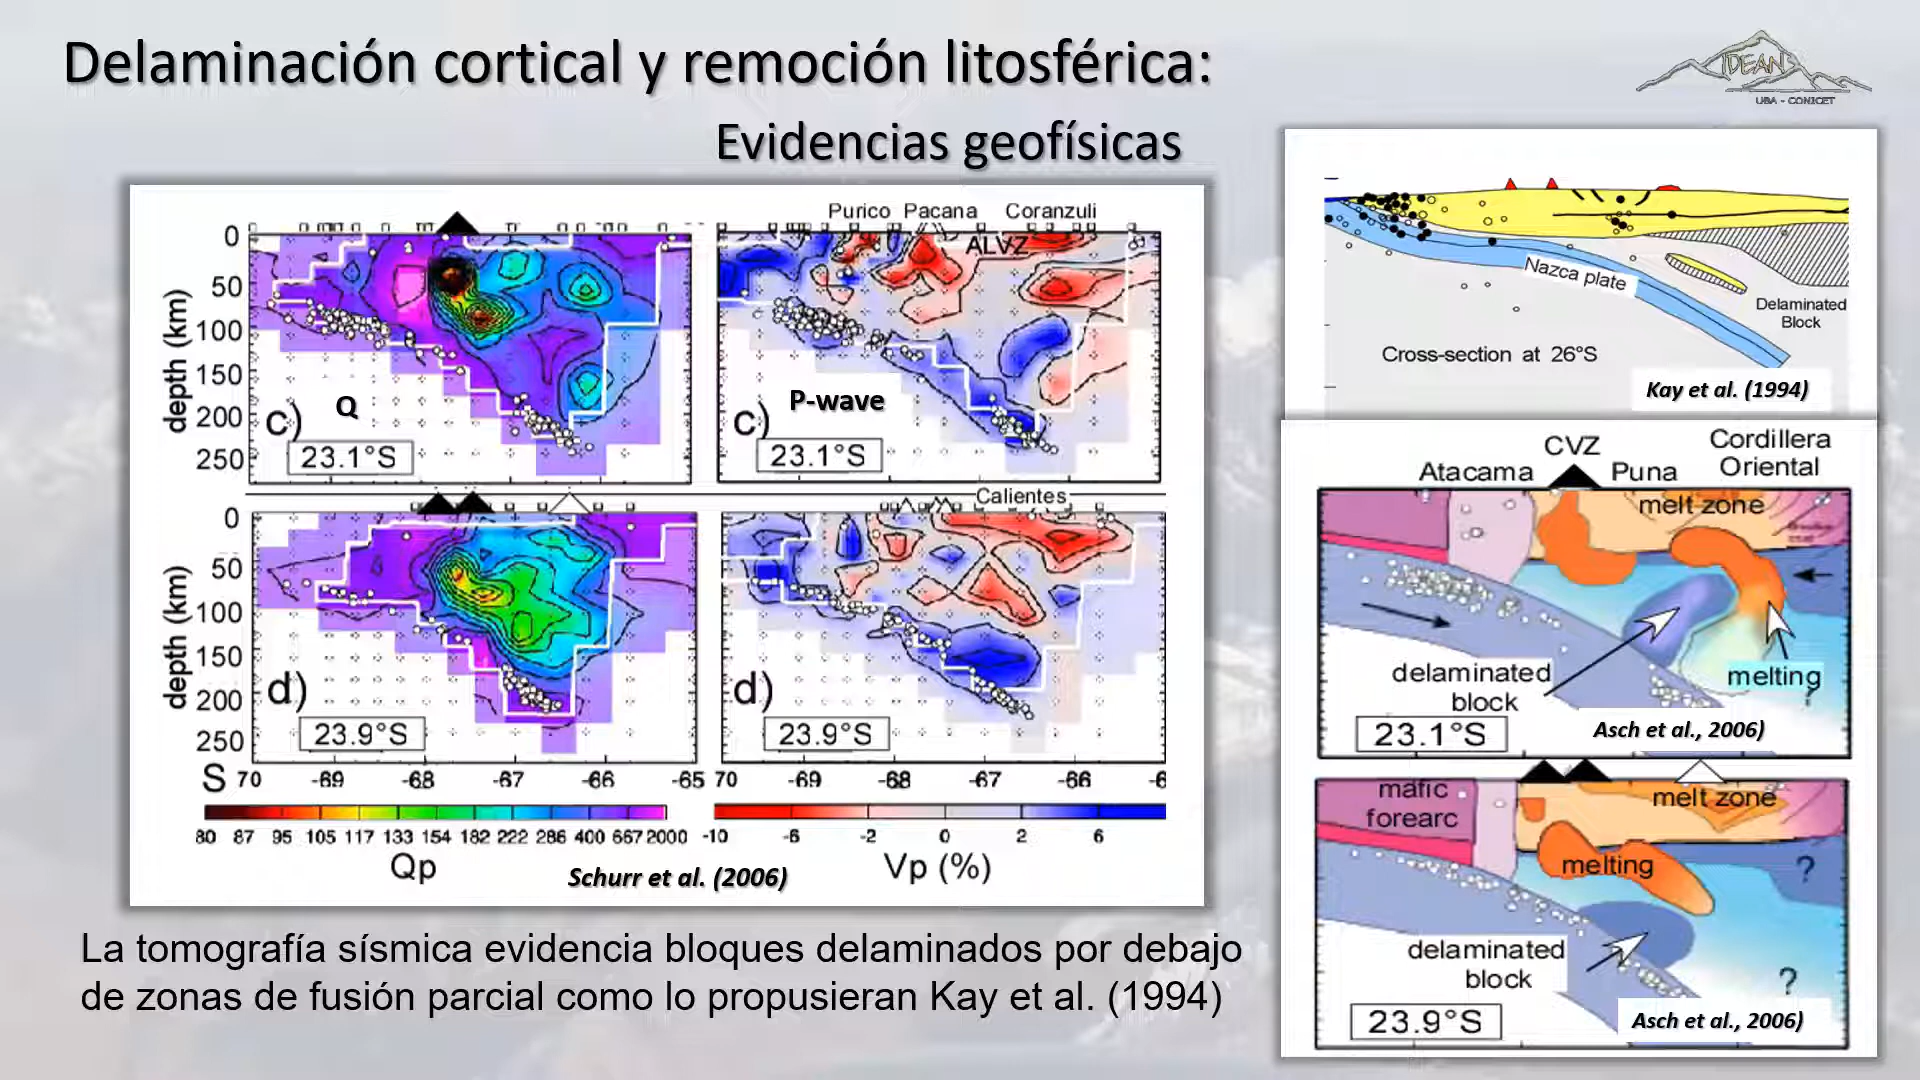 Delaminación cortical y remoción litosférica:
Evidencias geofísicas
IDEAN
UBA - CONICET
Purico Pacana Coranzuli
ALVZ
0
50
100
150
200
250
depth (km)
c)
Q
23.1°S
c)
P-wave
23.1°S
Calientes
0
50
100
150
200
250
depth (km)
d)
23.9°S
d)
23.9°S
S 70 -69 -68 -67 -66 -65
70 -69 -68 -67 -66 -6
80 87 95 105 117 133 154 182 222 286 400 667 2000
Qp
-10 -6 -2 0 2 6
Vp (%)
Schurr et al. (2006)
Nazca plate
Delaminated
Block
Cross-section at 26°S
Kay et al. (1994)
CVZ
Cordillera
Oriental
Atacama
Puna
melt zone
delaminated
block
melting
?
23.1°S
Asch et al., 2006)
mafic
forearc
melt zone
melting
?
delaminated
block
?
23.9°S
Asch et al., 2006)
La tomografía sísmica evidencia bloques delaminados por debajo
de zonas de fusión parcial como lo propusieran Kay et al. (1994)